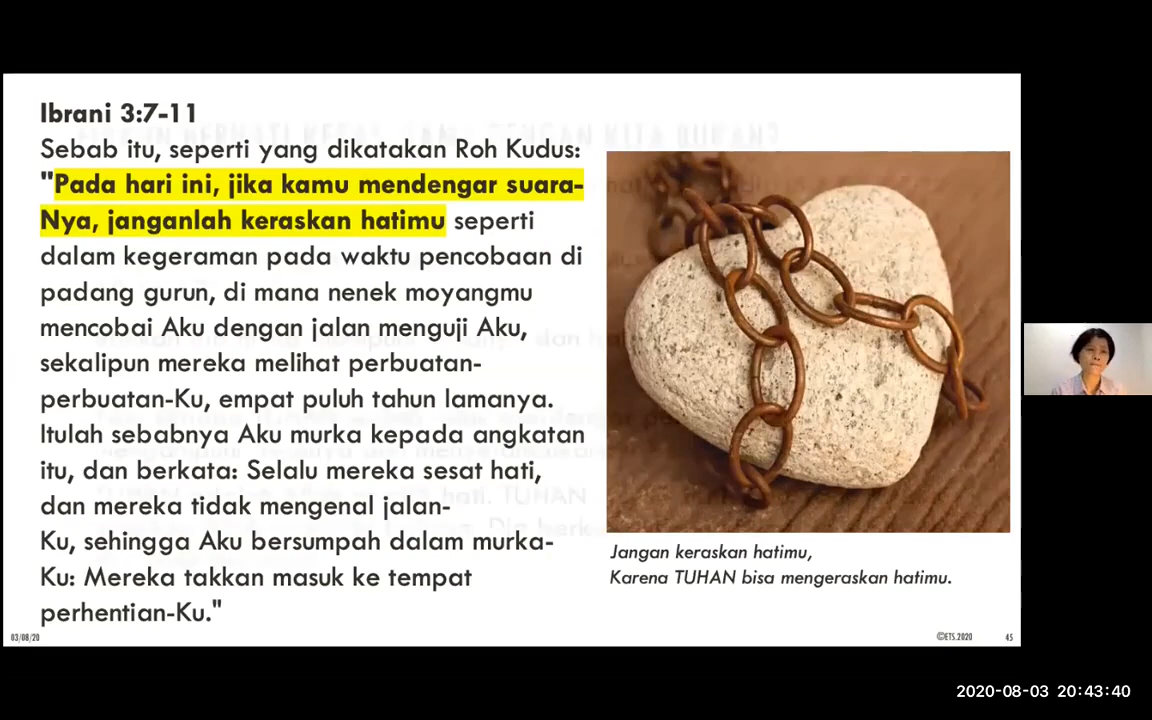 Ibrani 3:7-11
Sebab itu, seperti yang dikatakan Roh Kudus:
"Pada hari ini, jika kamu mendengar suara-
Nya, janganlah keraskan hatimu seperti
dalam kegeraman pada waktu pencobaan di
padang gurun, di mana nenek moyangmu
mencobai Aku dengan jalan menguji Aku,
sekalipun mereka melihat perbuatan-
perbuatan-Ku, empat puluh tahun lamanya.
Itulah sebabnya Aku murka kepada angkatan
itu, dan berkata: Selalu mereka sesat hati,
dan mereka tidak mengenal jalan-
Ku, sehingga Aku bersumpah dalam murka-
Ku: Mereka takkan masuk ke tempat
perhentian-Ku."
Jangan keraskan hatimu,
Karena TUHAN bisa mengeraskan hatimu.
03/08/20
©ETS.2020
45
2020-08-03 20:43:40